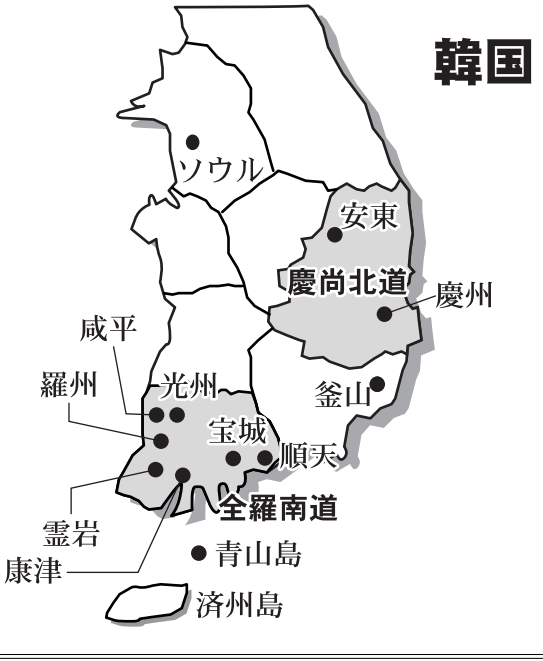 韓国
ソウル
安東
慶尚北道
慶州
咸平
羅州
光州
釜山
宝城
順天
全羅南道
霊岩
康津
青山島
済州島